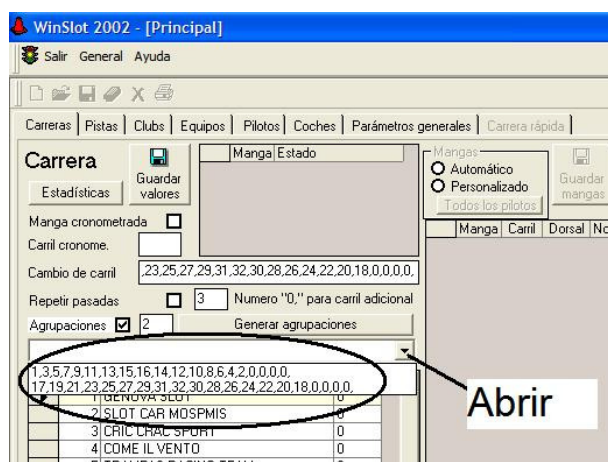 WinSlot 2002 - [Principal]
Salir General Ayuda
Carreras Pistas Clubs Equipos Pilotos Coches Parámetros generales Carrera rápida
Carrera
Guardar valores
Estadísticas
Manga Estado
Mangas
Automático
Personalizado
Todos los pilotos
Guardar mangas
Manga cronometrada
Carril cronome.
Cambio de carril ,23,25,27,29,31,32,30,28,26,24,22,20,18,0,0,0,0,
Repetir pasadas 3 Numero "0," para carril adicional
Agrupaciones 2 Generar agrupaciones
Manga Carril Dorsal No
1,3,5,7,9,11,13,15,16,14,12,10,8,6,4,2,0,0,0,0,
17,19,21,23,25,27,29,31,32,30,28,26,24,22,20,18,0,0,0,0,
Abrir
1 GENOVA SLOT 0
2 SLOT CAR MOSPMIS 0
3 CRIC CRAC SPORT 0
4 COME IL VENTO 0